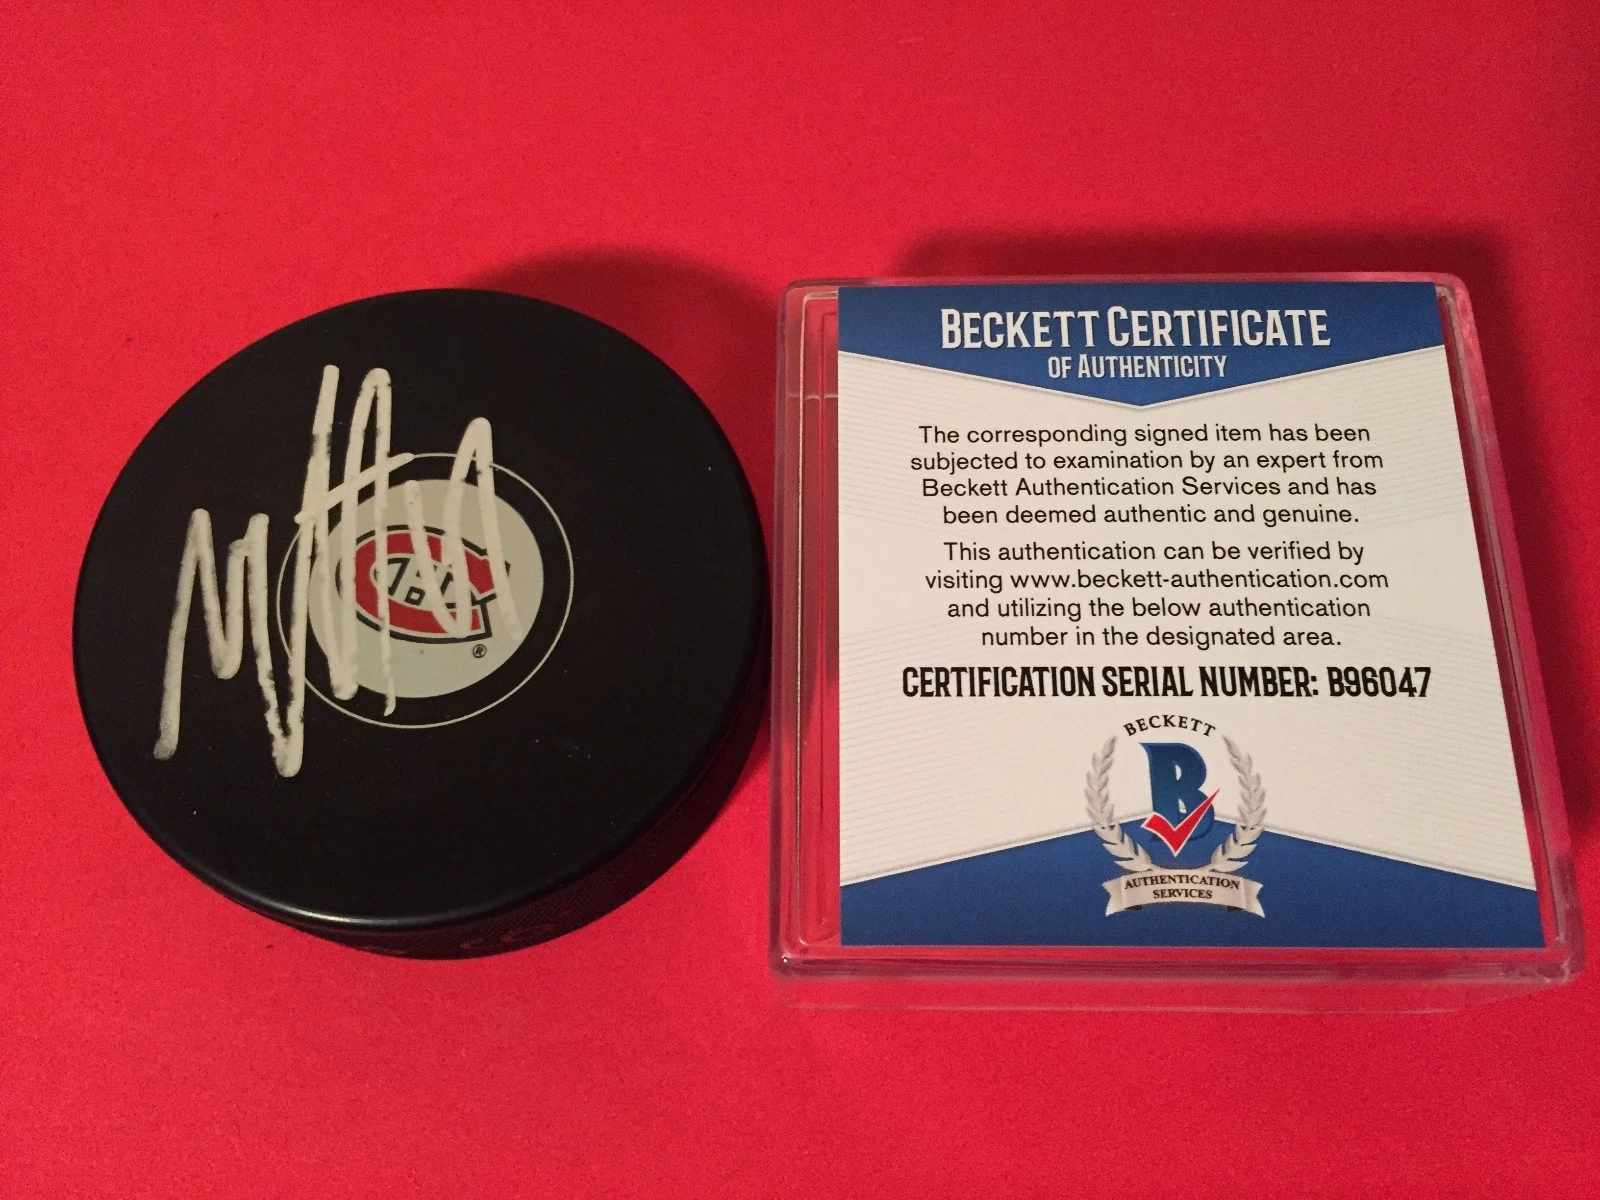 BECKETT CERTIFICATE
OF AUTHENTICITY
The corresponding signed item has been
subjected to examination by an expert from
Beckett Authentication Services and has
been deemed authentic and genuine.
This authentication can be verified by
visiting www.beckett-authentication.com
and utilizing the below authentication
number in the designated area.
CERTIFICATION SERIAL NUMBER: B96047
BECKETT
B
AUTHENTICATION
SERVICES
®